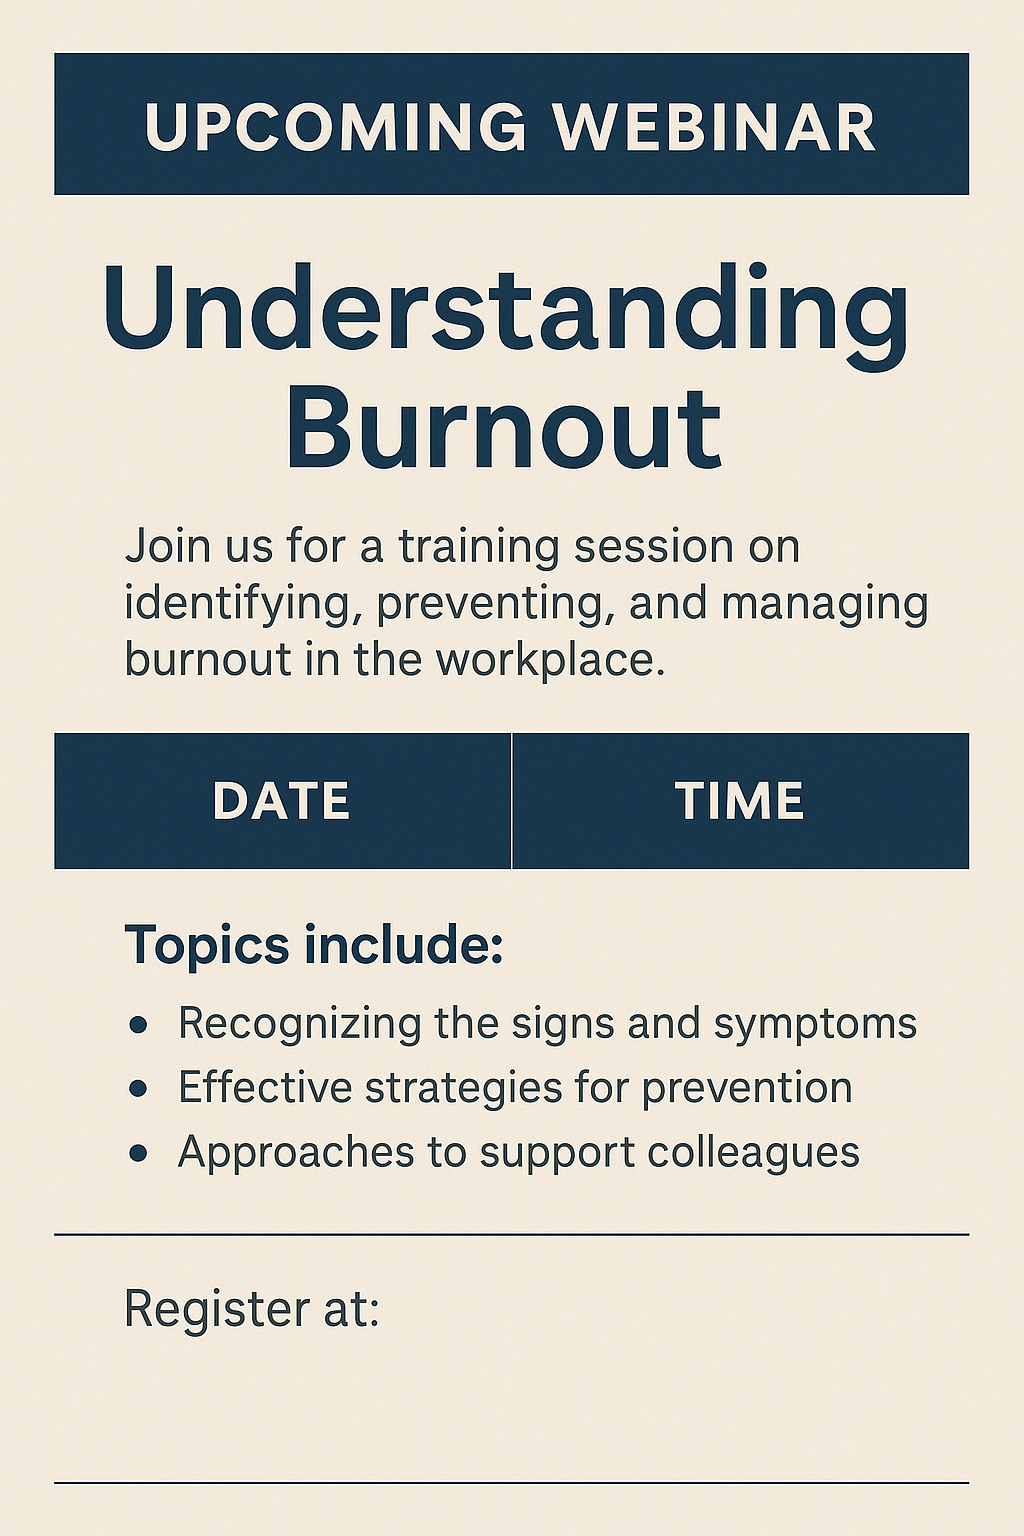 UPCOMING WEBINAR
Understanding
Burnout
Join us for a training session on
identifying, preventing, and managing
burnout in the workplace.
DATE
TIME
Topics include:
• Recognizing the signs and symptoms
• Effective strategies for prevention
• Approaches to support colleagues
Register at: